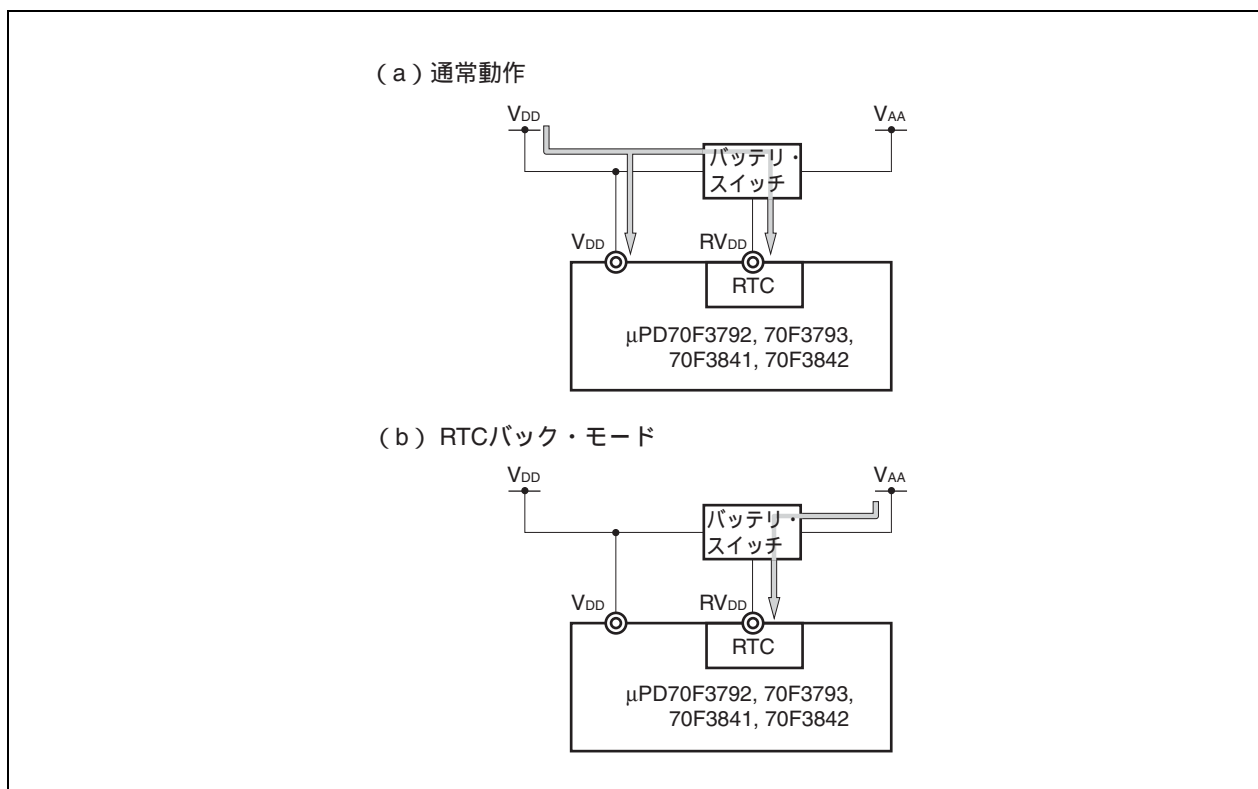 (a)通常動作
VDD VAA
バッテリ・
スイッチ
VDD RVDD
RTC
μPD70F3792, 70F3793,
70F3841, 70F3842
(b) RTCバック・モード
VDD VAA
バッテリ・
スイッチ
VDD RVDD
RTC
μPD70F3792, 70F3793,
70F3841, 70F3842